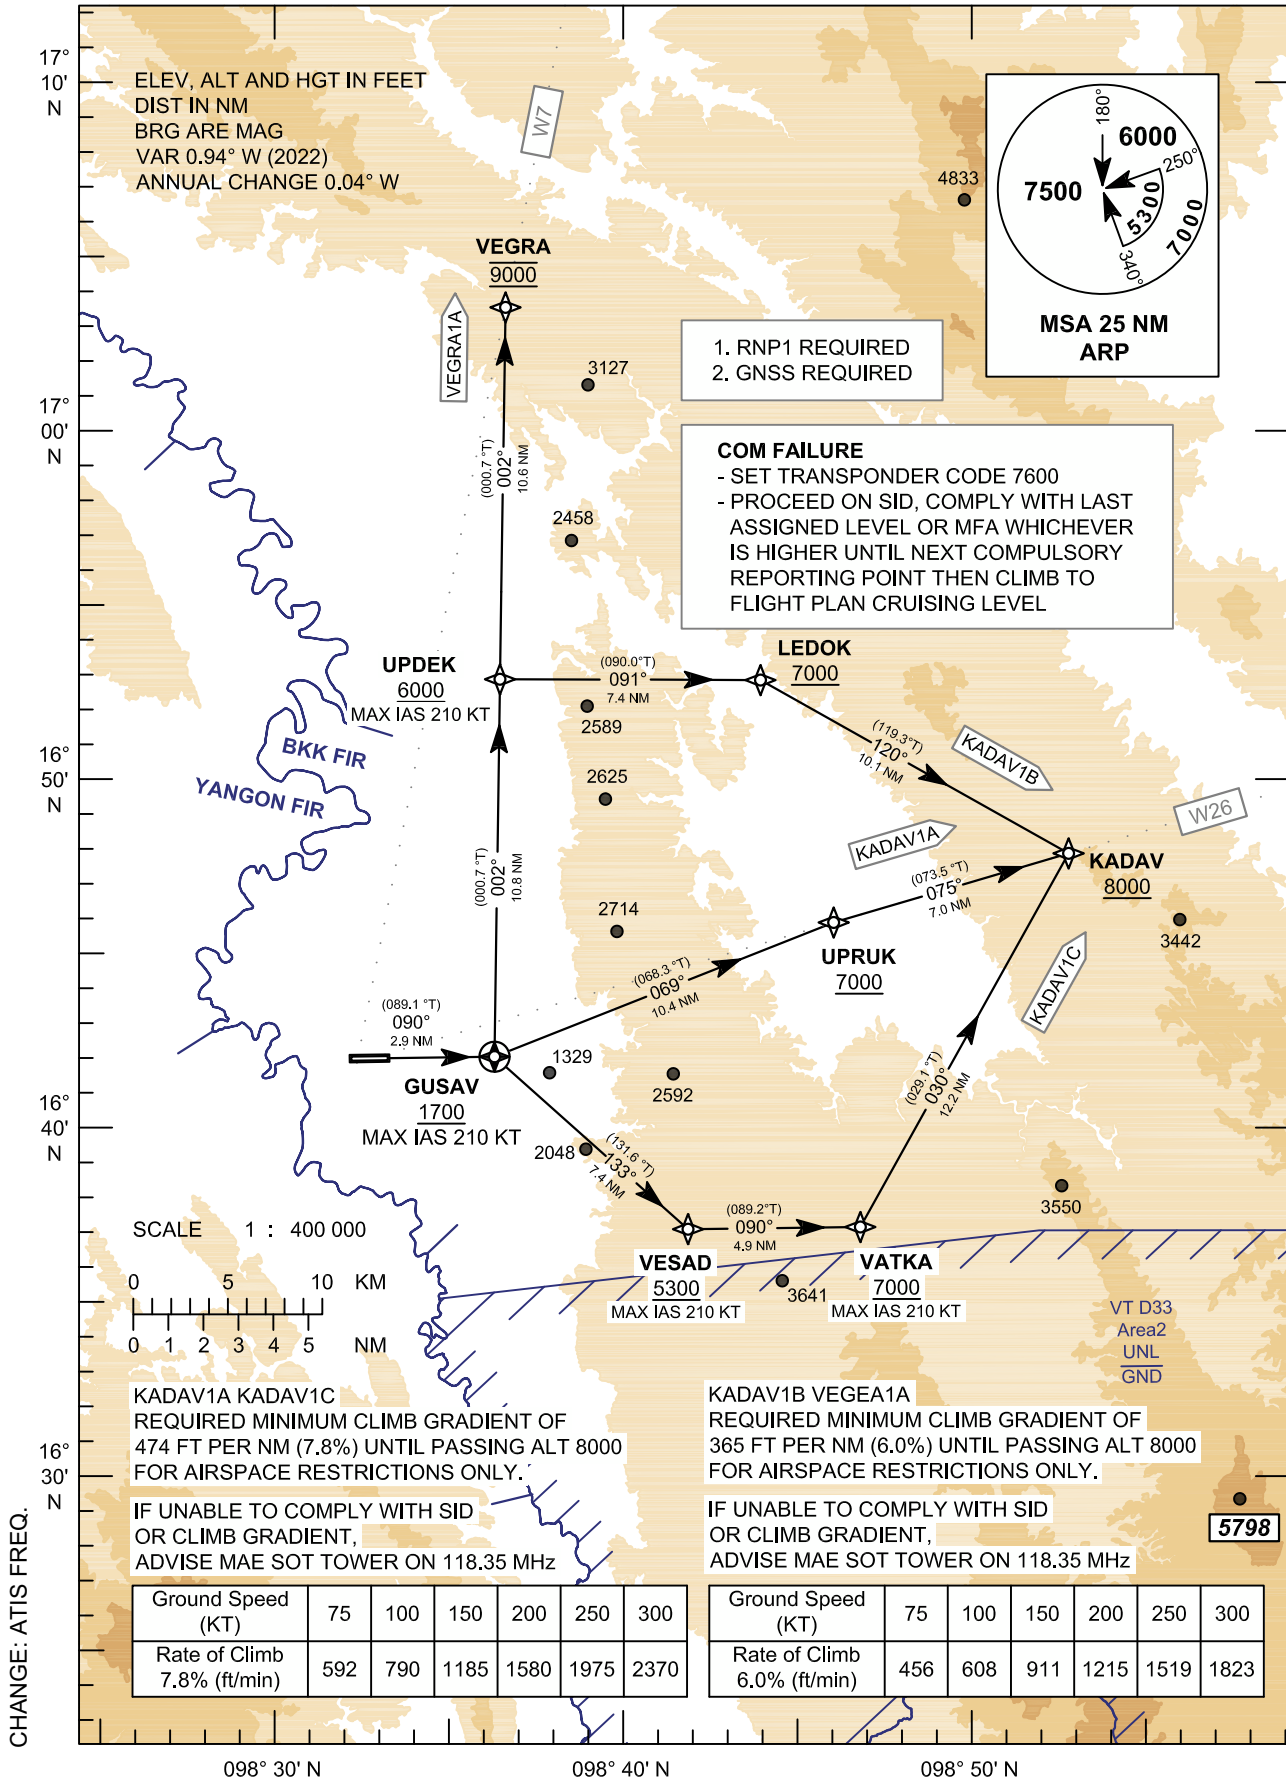 17°
10'
N
ELEV, ALT AND HGT IN FEET
DIST IN NM
BRG ARE MAG
VAR 0.94° W (2022)
ANNUAL CHANGE 0.04° W
W7
4833
180°
6000
250°
7500
5300
7000
340°
MSA 25 NM
ARP
VEGRA
9000
VEGRA1A
3127
1. RNP1 REQUIRED
2. GNSS REQUIRED
17°
00'
N
(000.7 °T)
002°
10.6 NM
COM FAILURE
- SET TRANSPONDER CODE 7600
- PROCEED ON SID, COMPLY WITH LAST
ASSIGNED LEVEL OR MFA WHICHEVER
IS HIGHER UNTIL NEXT COMPULSORY
REPORTING POINT THEN CLIMB TO
FLIGHT PLAN CRUISING LEVEL
2458
UPDEK
6000
MAX IAS 210 KT
(090.0°T)
091°
7.4 NM
LEDOK
7000
2589
BKK FIR
YANGON FIR
16°
50'
N
2625
(119.3°T)
120°
10.1 NM
KADAV1B
W26
KADAV1A
KADAV
8000
(000.7 °T)
002°
10.8 NM
(073.5 °T)
075°
7.0 NM
2714
3442
UPRUK
7000
(068.3 °T)
069°
10.4 NM
KADAV1C
(089.1 °T)
090°
2.9 NM
GUSAV
1700
MAX IAS 210 KT
1329
2592
(029.1 °T)
030°
12.2 NM
16°
40'
N
2048
(131.6 °T)
133°
7.4 NM
3550
(089.2°T)
090°
4.9 NM
SCALE 1 : 400 000
0 5 10 KM
0 1 2 3 4 5 NM
VESAD
5300
MAX IAS 210 KT
3641
VATKA
7000
MAX IAS 210 KT
VT D33
Area2
UNL
GND
KADAV1A KADAV1C
REQUIRED MINIMUM CLIMB GRADIENT OF
474 FT PER NM (7.8%) UNTIL PASSING ALT 8000
FOR AIRSPACE RESTRICTIONS ONLY.
IF UNABLE TO COMPLY WITH SID
OR CLIMB GRADIENT,
ADVISE MAE SOT TOWER ON 118.35 MHz
KADAV1B VEGEA1A
REQUIRED MINIMUM CLIMB GRADIENT OF
365 FT PER NM (6.0%) UNTIL PASSING ALT 8000
FOR AIRSPACE RESTRICTIONS ONLY.
IF UNABLE TO COMPLY WITH SID
OR CLIMB GRADIENT,
ADVISE MAE SOT TOWER ON 118.35 MHz
16°
30'
N
5798
Ground Speed (KT) 75 100 150 200 250 300
Rate of Climb 7.8% (ft/min) 592 790 1185 1580 1975 2370
Ground Speed (KT) 75 100 150 200 250 300
Rate of Climb 6.0% (ft/min) 456 608 911 1215 1519 1823
CHANGE: ATIS FREQ.
098° 30' N
098° 40' N
098° 50' N